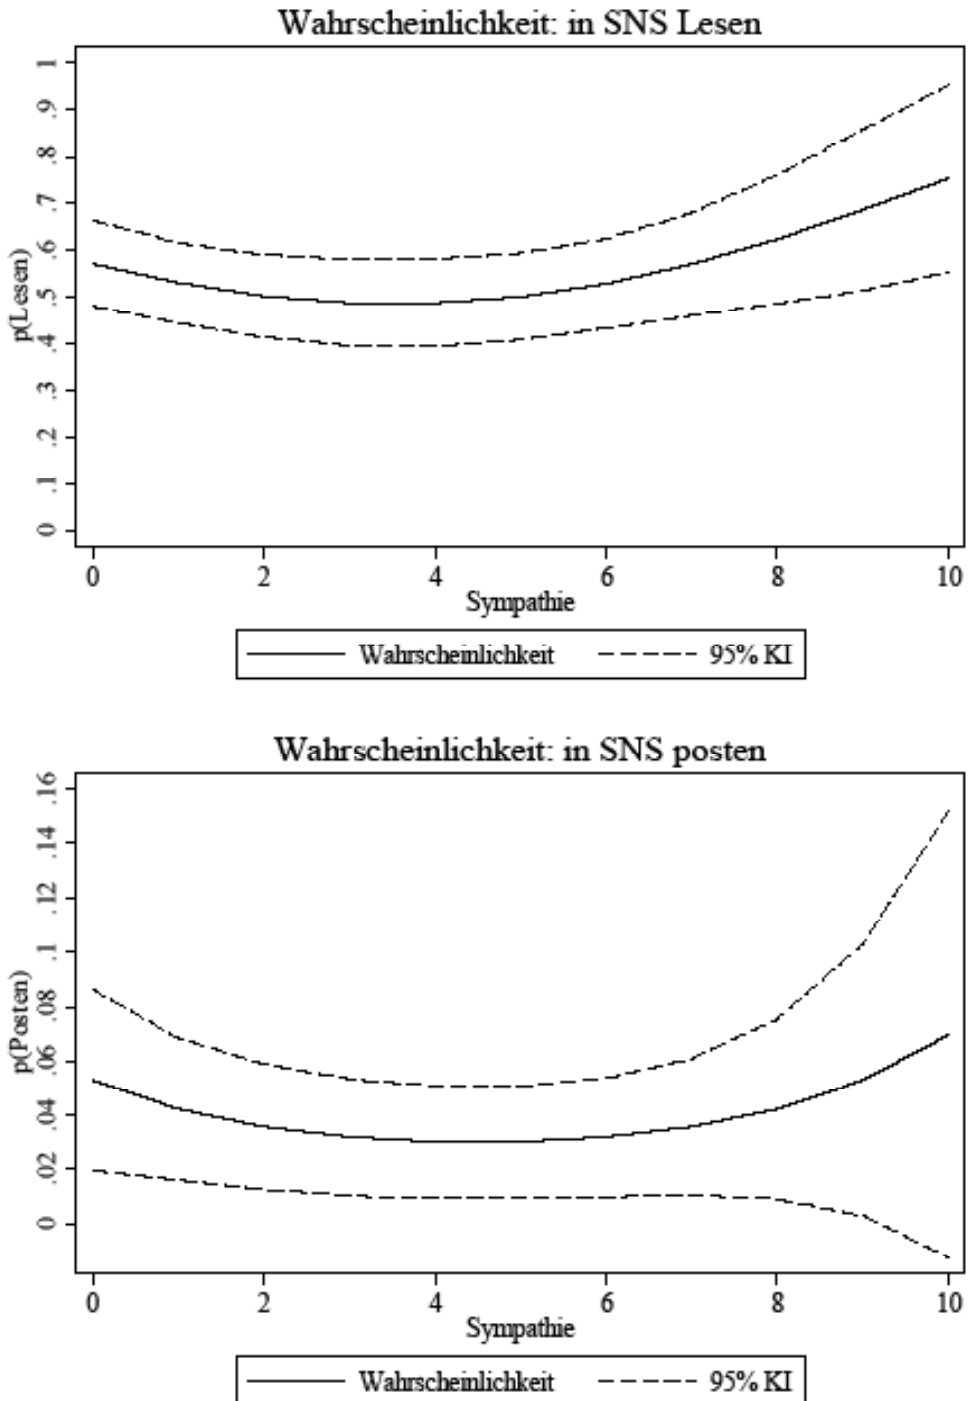 Wahrscheinlichkeit: in SNS Lesen
p(Lesen)
1
.9
.8
.7
.6
.5
.4
.3
.2
.1
0
0 2 4 6 8 10
Sympathie
Wahrscheinlichkeit 95% KI
Wahrscheinlichkeit: in SNS posten
p(Posten)
.16
.14
.12
.1
.08
.06
.04
.02
0
0 2 4 6 8 10
Sympathie
Wahrscheinlichkeit 95% KI